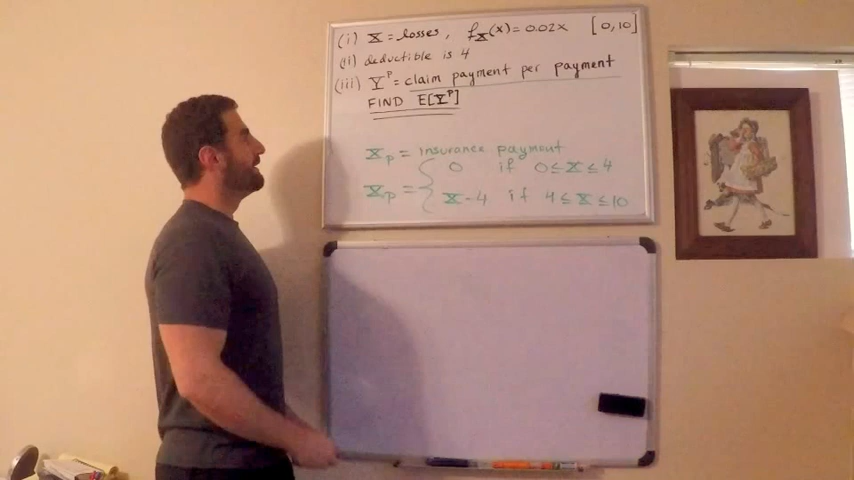 (i) X = losses, f_X(x) = 0.02x [0,10]
(ii) deductible is 4
(iii) Y^P = claim payment per payment
FIND E[Y^P]
X_p = insurance payment
X_p = { 0 if 0 ≤ X ≤ 4
X - 4 if 4 ≤ X ≤ 10